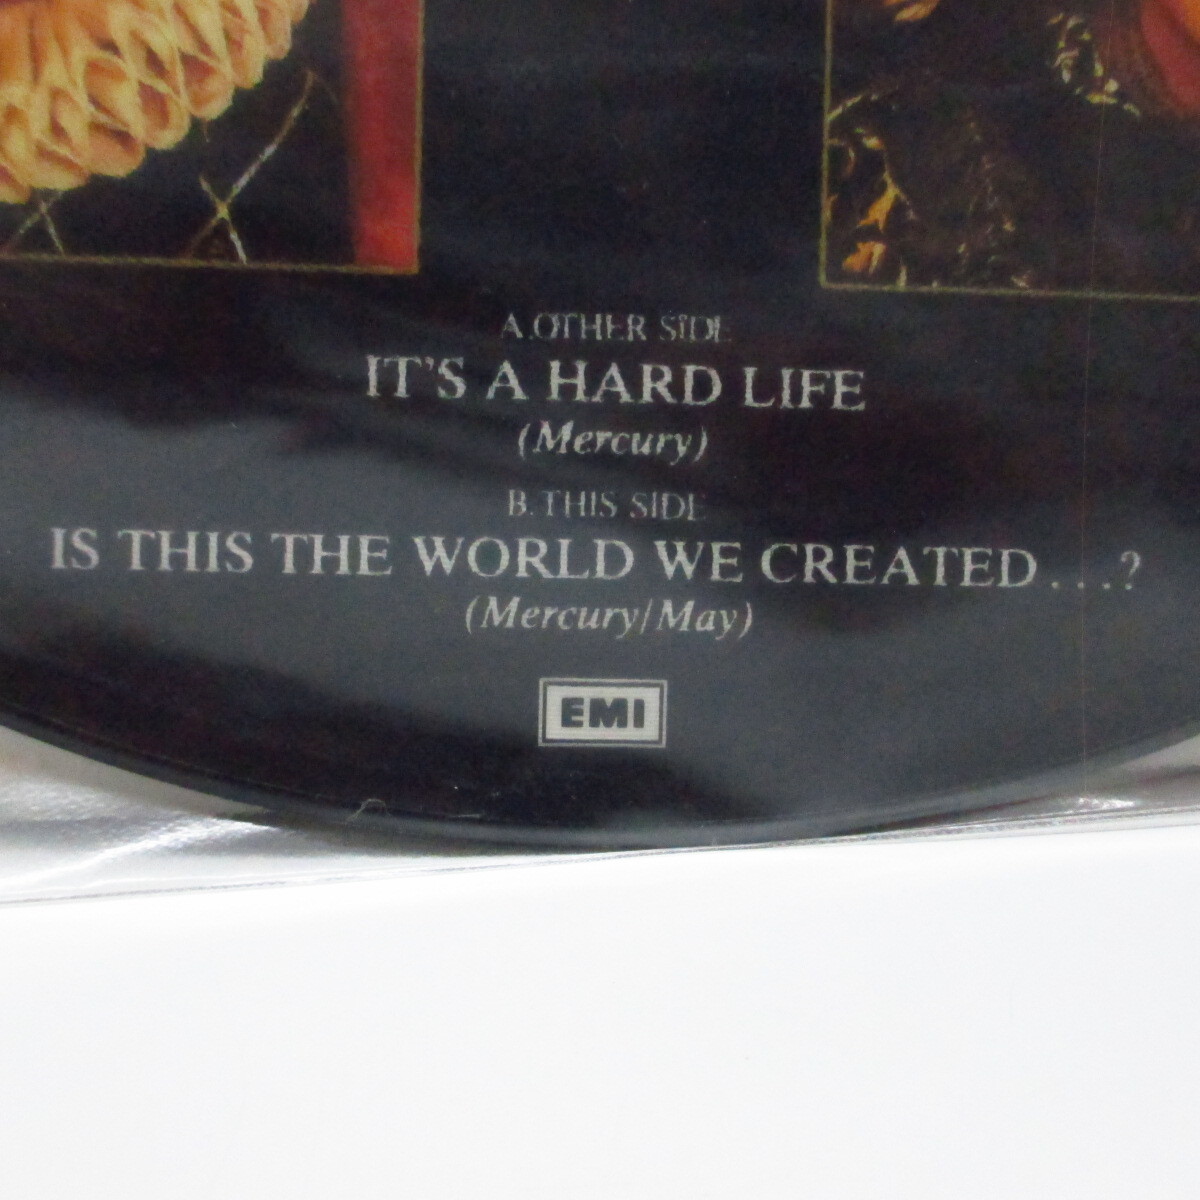 A.OTHER SIDE
IT'S A HARD LIFE
(Mercury)
B.THIS SIDE
IS THIS THE WORLD WE CREATED...?
(Mercury/May)
EMI